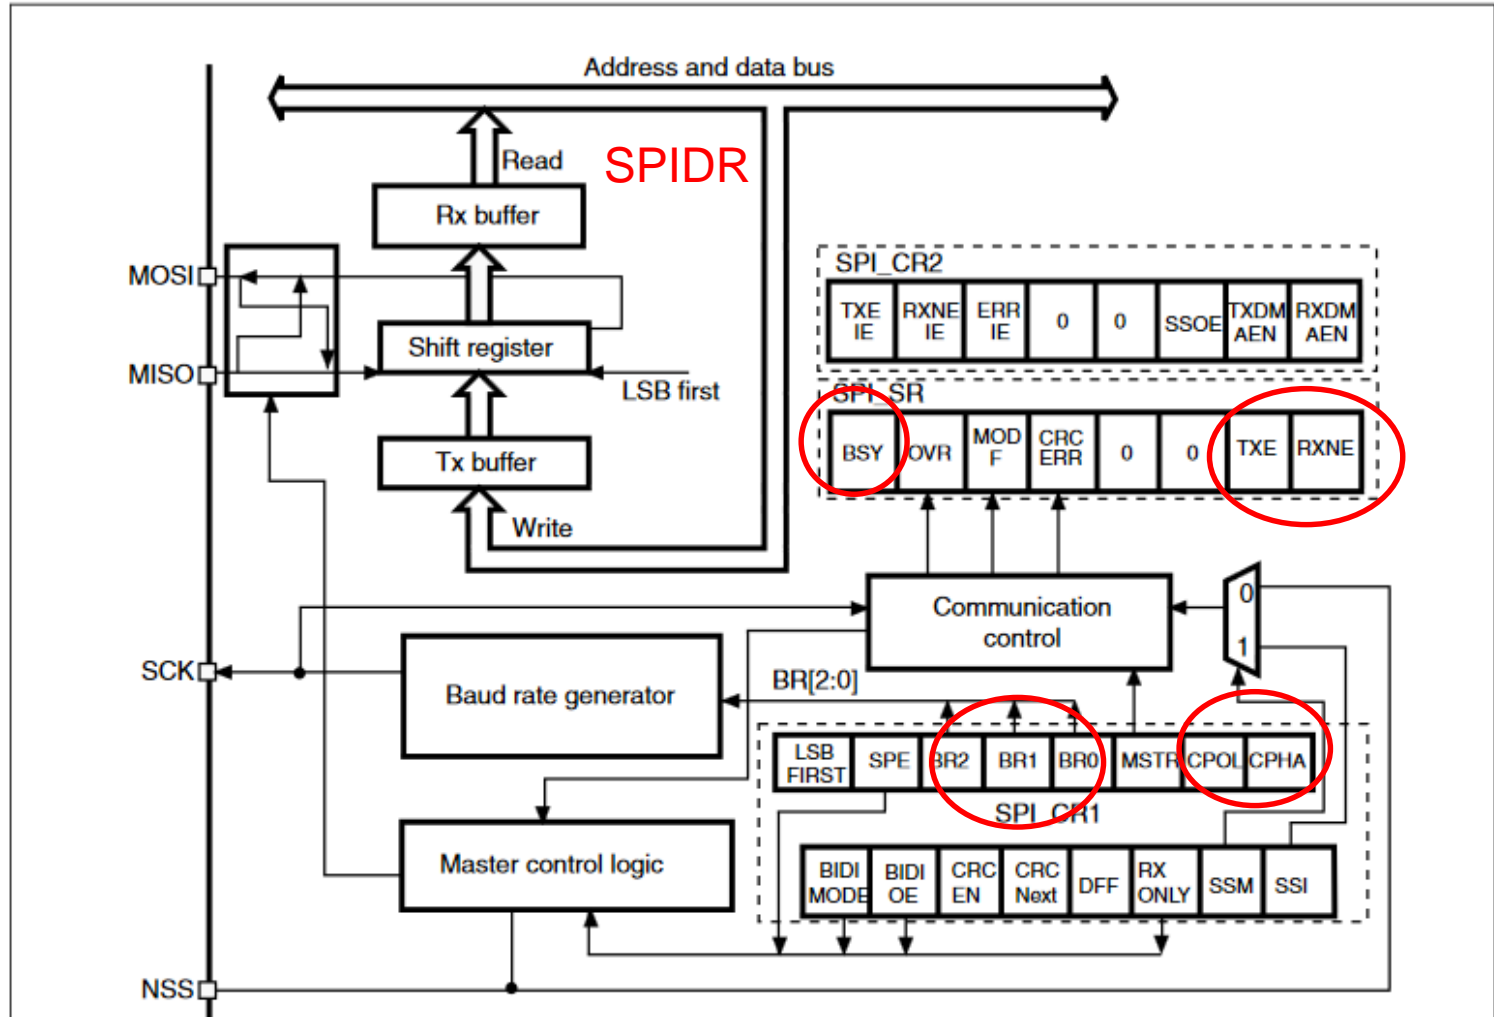 Address and data bus
Read
SPIDR
Rx buffer
MOSI
SPI_CR2
TXE
IE
RXNE
IE
ERR
IE
0
0
SSOE
TXDM
AEN
RXDM
AEN
Shift register
MISO
LSB first
SPI_SR
BSY
OVR
MOD
F
CRC
ERR
0
0
TXE
RXNE
Tx buffer
Write
Communication
control
0
1
SCK
Baud rate generator
BR[2:0]
LSB
FIRST
SPE
BR2
BR1
BR0
MSTR
CPOL
CPHA
SPI_CR1
Master control logic
BIDI
MODE
BIDI
OE
CRC
EN
CRC
Next
DFF
RX
ONLY
SSM
SSI
NSS